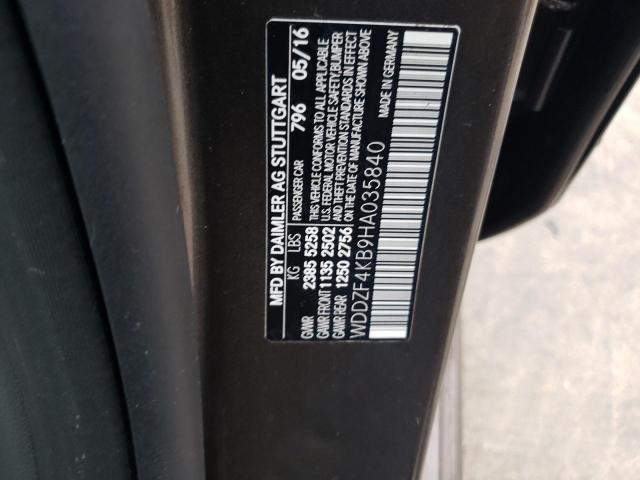 MFD BY DAIMLER AG STUTTGART
KG LBS PASSENGER CAR 796 05/16
GAWR 2385 5258 THIS VEHICLE CONFORMS TO ALL APPLICABLE
GAWR FRONT 1135 2502 U.S. FEDERAL MOTOR VEHICLE SAFETY, BUMPER
GAWR REAR 1250 2756 AND THEFT PREVENTION STANDARDS IN EFFECT
ON THE DATE OF MANUFACTURE SHOWN ABOVE
WDDZF4KB9HA035840 MADE IN GERMANY